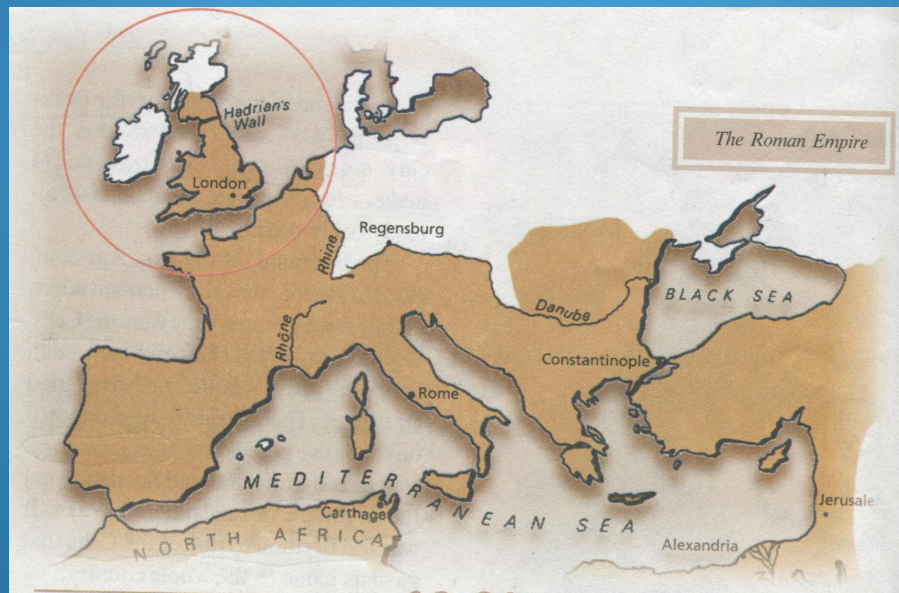 Hadrian's
Wall
The Roman Empire
London
Regensburg
Rhine
BLACK SEA
Danube
Rhône
Constantinople
Rome
MEDITERRANEAN SEA
Carthage
Jerusale
NORTH AFRICA
Alexandria